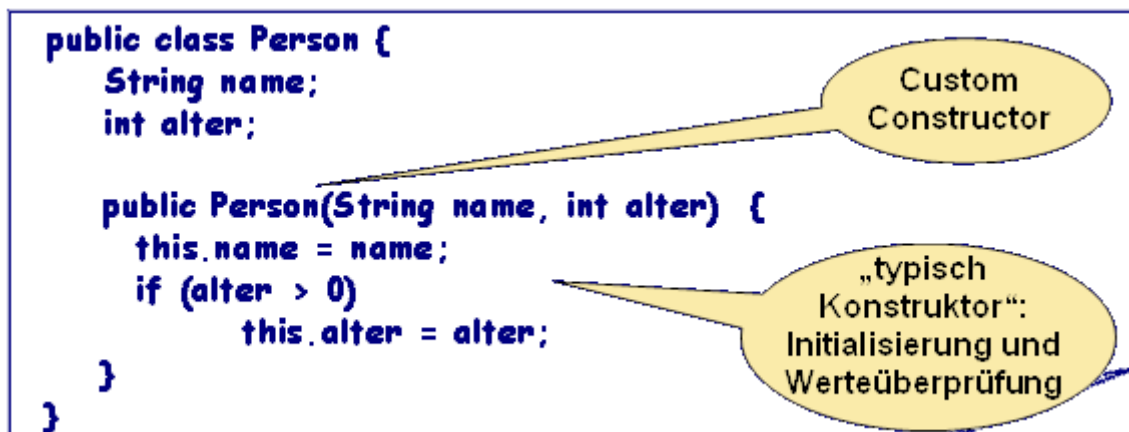 public class Person {
String name;
int alter;
Custom
Constructor
public Person(String name, int alter) {
this.name = name;
if (alter > 0)
this.alter = alter;
}
}
„typisch
Konstruktor“:
Initialisierung und
Werteüberprüfung